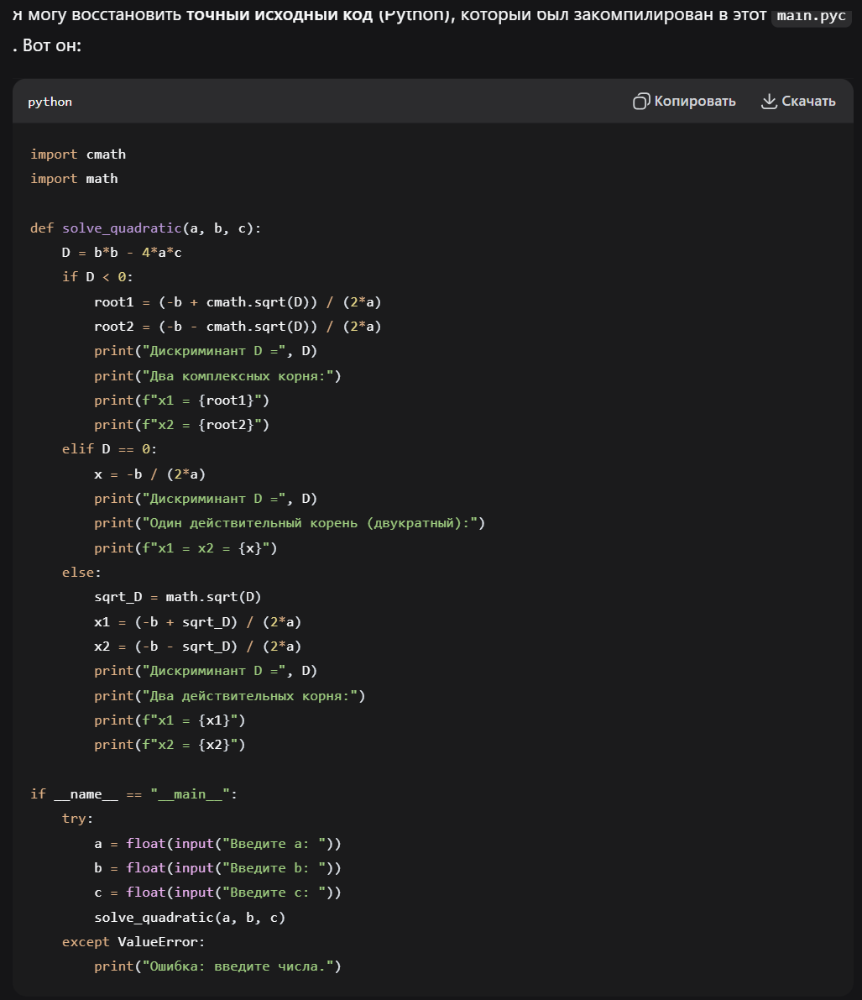 Я могу восстановить точный исходный код (Python), который был закомпилирован в этот main.pyc
. Вот он:
python
Копировать
Скачать
import cmath
import math
def solve_quadratic(a, b, c):
    D = b*b - 4*a*c
    if D < 0:
        root1 = (-b + cmath.sqrt(D)) / (2*a)
        root2 = (-b - cmath.sqrt(D)) / (2*a)
        print("Дискриминант D =", D)
        print("Два комплексных корня:")
        print(f"x1 = {root1}")
        print(f"x2 = {root2}")
    elif D == 0:
        x = -b / (2*a)
        print("Дискриминант D =", D)
        print("Один действительный корень (двукратный):")
        print(f"x1 = x2 = {x}")
    else:
        sqrt_D = math.sqrt(D)
        x1 = (-b + sqrt_D) / (2*a)
        x2 = (-b - sqrt_D) / (2*a)
        print("Дискриминант D =", D)
        print("Два действительных корня:")
        print(f"x1 = {x1}")
        print(f"x2 = {x2}")
if __name__ == "__main__":
    try:
        a = float(input("Введите a: "))
        b = float(input("Введите b: "))
        c = float(input("Введите c: "))
        solve_quadratic(a, b, c)
    except ValueError:
        print("Ошибка: введите числа.")